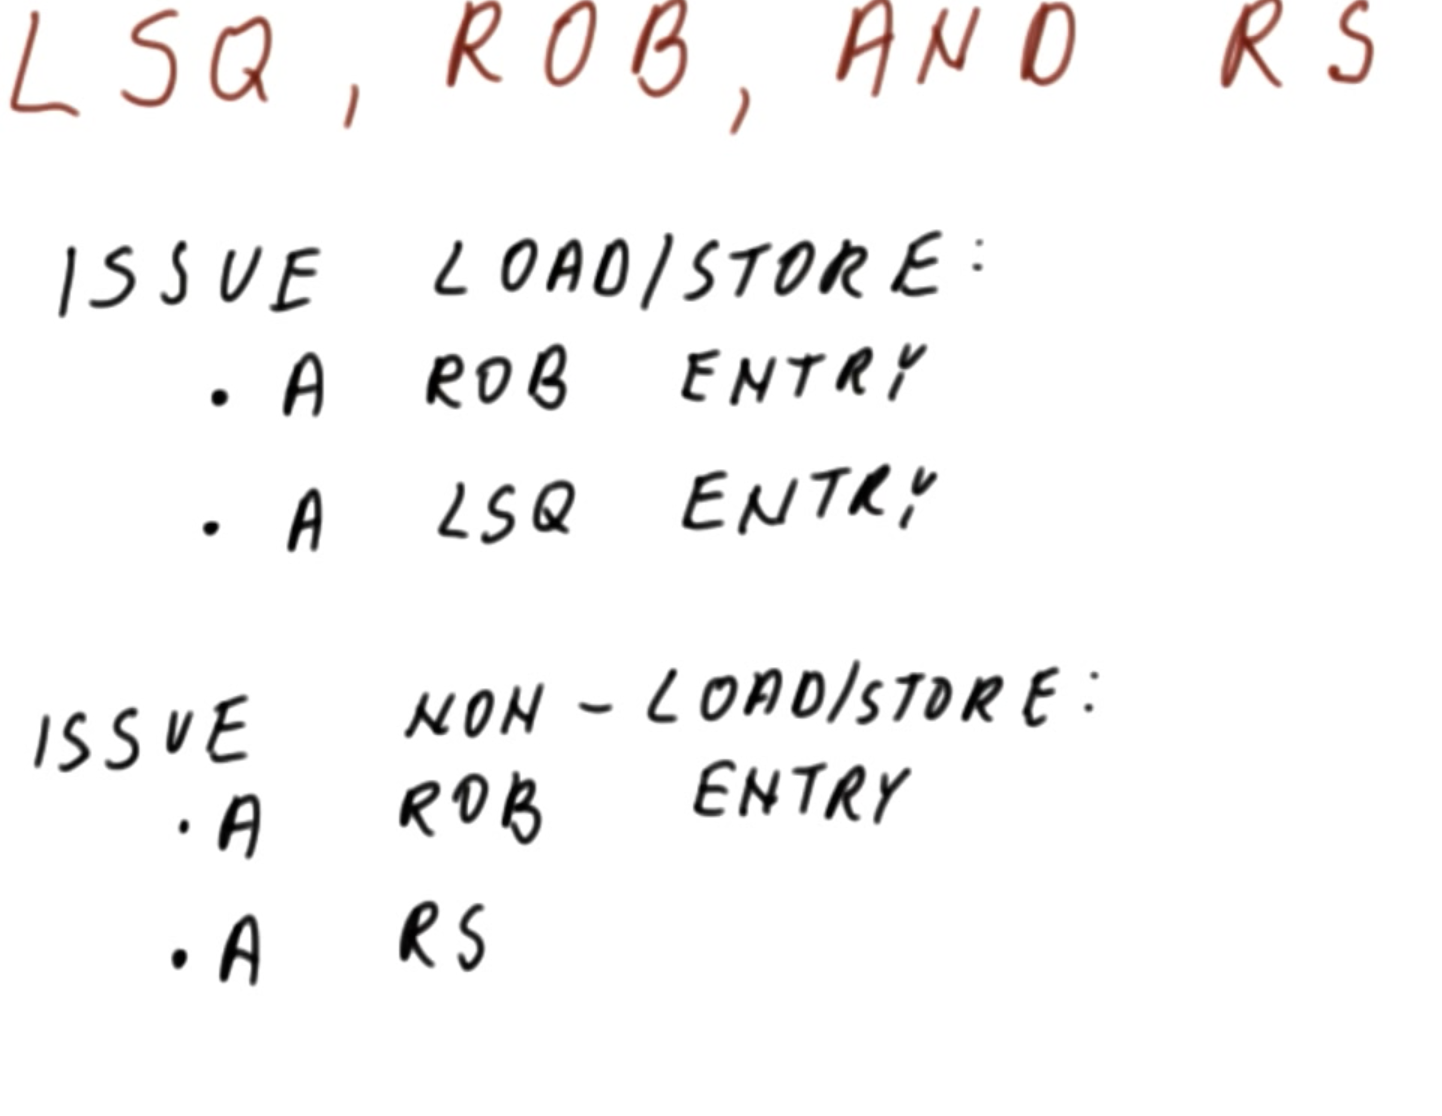 LSQ, ROB, AND RS
ISSUE LOAD/STORE:
• A ROB ENTRY
• A LSQ ENTRY
ISSUE NON-LOAD/STORE:
• A ROB ENTRY
• A RS